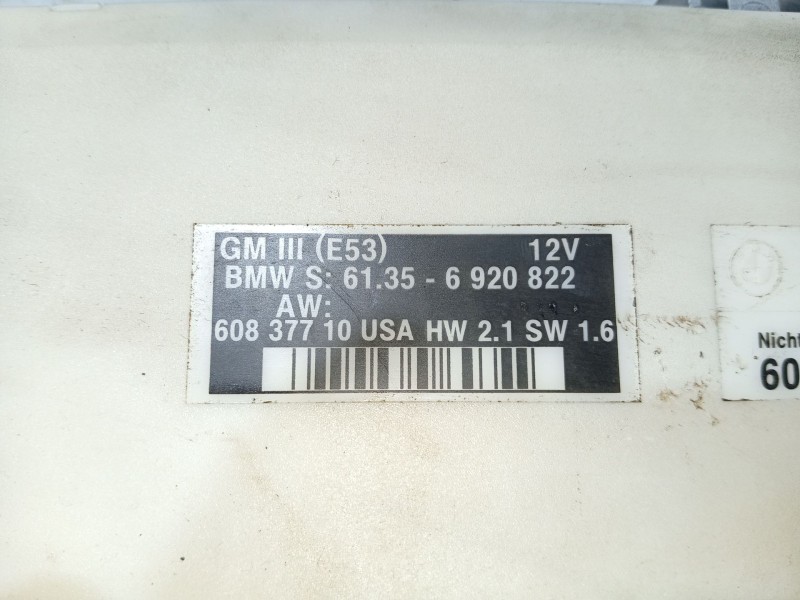 GM III (E53) 12V
BMW S: 61.35 - 6 920 822
AW:
608 377 10 USA HW 2.1 SW 1.6
Nicht
60